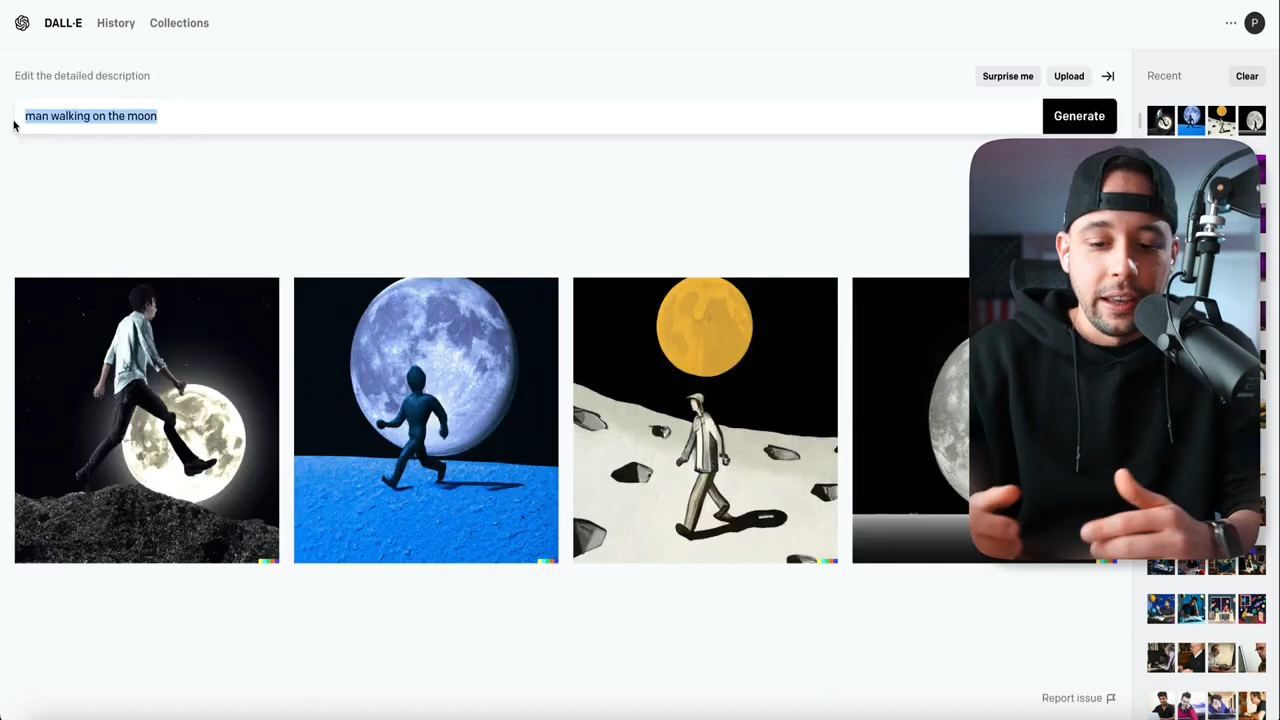 DALL·E History Collections
P
Edit the detailed description
Surprise me
Upload
Recent
Clear
man walking on the moon
Generate
Report issue